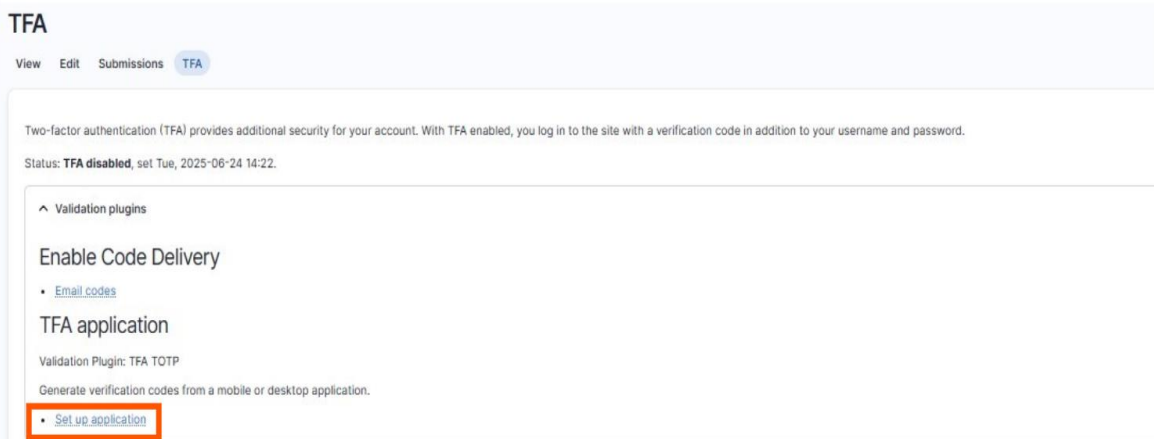 TFA
View Edit Submissions TFA
Two-factor authentication (TFA) provides additional security for your account. With TFA enabled, you log in to the site with a verification code in addition to your username and password.
Status: TFA disabled, set Tue, 2025-06-24 14:22.
Validation plugins
Enable Code Delivery
• Email codes
TFA application
Validation Plugin: TFA TOTP
Generate verification codes from a mobile or desktop application.
• Set up application